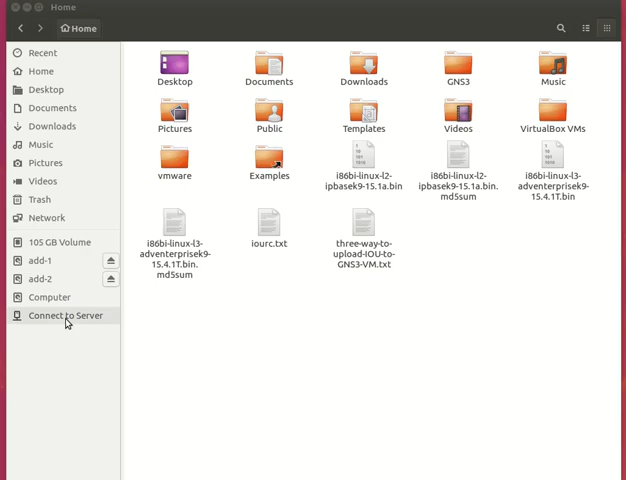 Home
Home
Recent
Home
Desktop
Documents
Downloads
Music
Pictures
Videos
Trash
Network
105 GB Volume
add-1
add-2
Computer
Connect to Server
Desktop
Documents
Downloads
GNS3
Music
Pictures
Public
Templates
Videos
VirtualBox VMs
vmware
Examples
i86bi-linux-l2-
ipbasek9-15.1a.bin
i86bi-linux-l2-
ipbasek9-15.1a.bin.
md5sum
i86bi-linux-l3-
adventerprisek9-
15.4.1T.bin
i86bi-linux-l3-
adventerprisek9-
15.4.1T.bin.
md5sum
iourc.txt
three-way-to-
upload-IOU-to-
GNS3-VM.txt